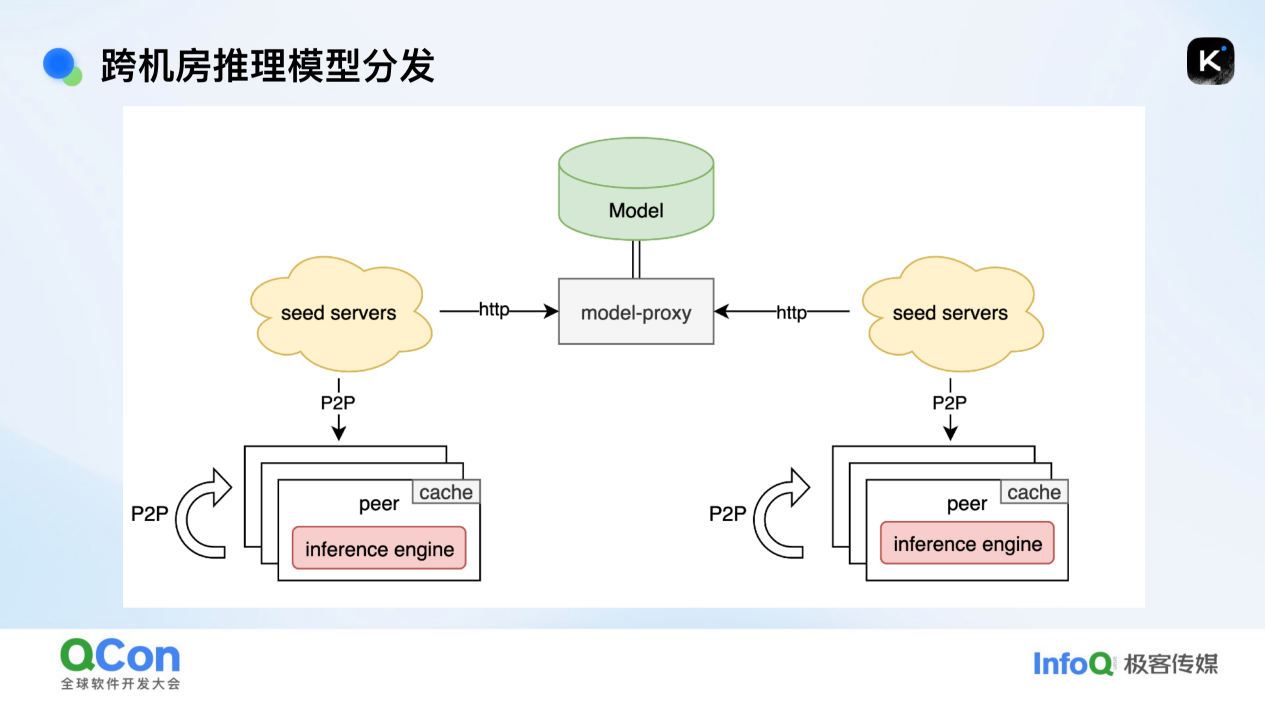 跨机房推理模型分发
K
Model
seed servers
http
model-proxy
http
seed servers
P2P
P2P
P2P
peer
cache
inference engine
P2P
peer
cache
inference engine
QCon
全球软件开发大会
InfoQ 极客传媒